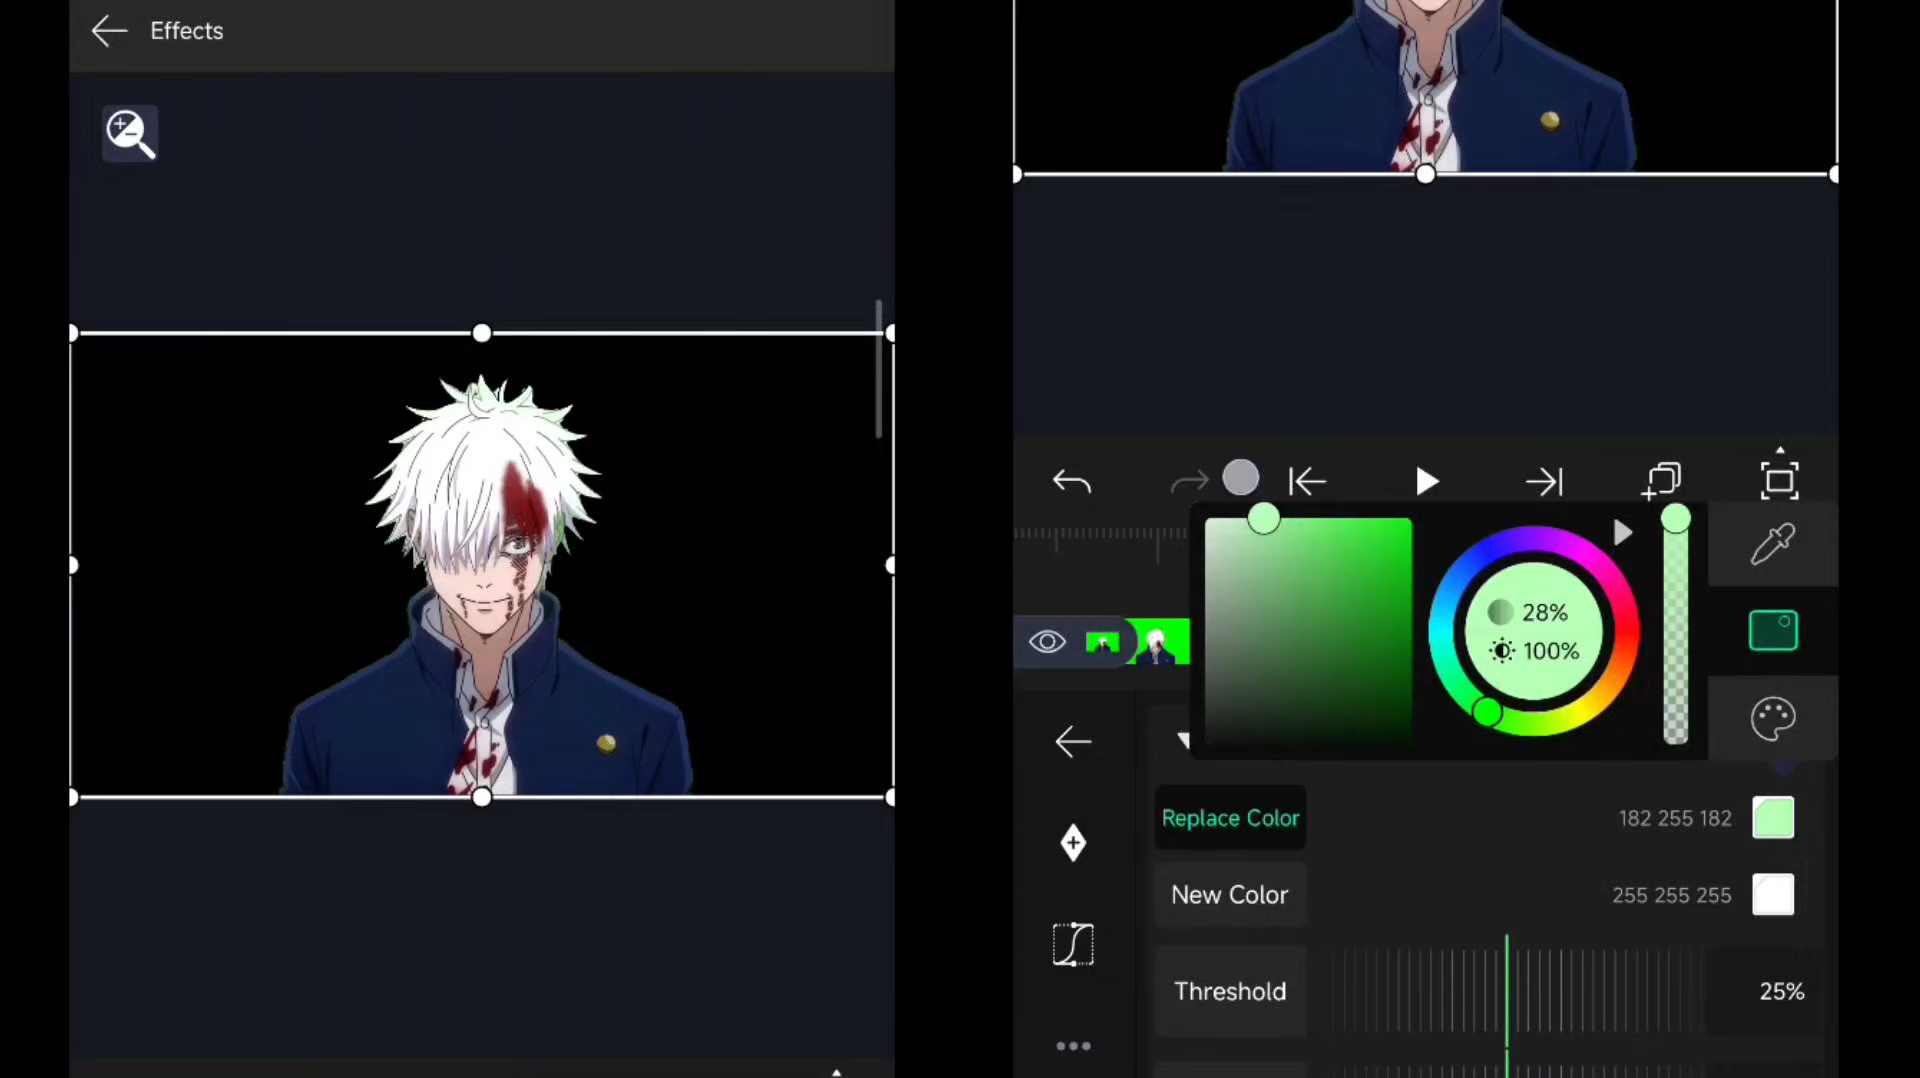 Effects
28%
100%
Replace Color
182 255 182
New Color
255 255 255
Threshold
25%